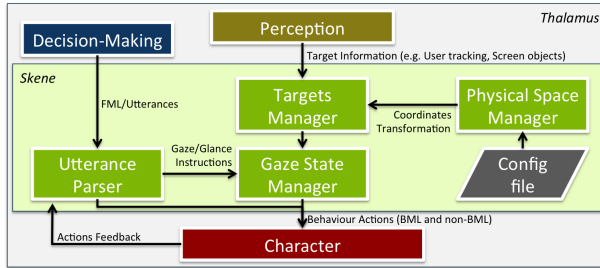 Thalamus
Decision-Making
Perception
Target Information (e.g. User tracking, Screen objects)
Skene
FML/Utterances
Targets
Manager
Coordinates
Transformation
Physical Space
Manager
Gaze/Glance
Instructions
Utterance
Parser
Gaze State
Manager
Config
file
Behaviour Actions (BML and non-BML)
Actions Feedback
Character